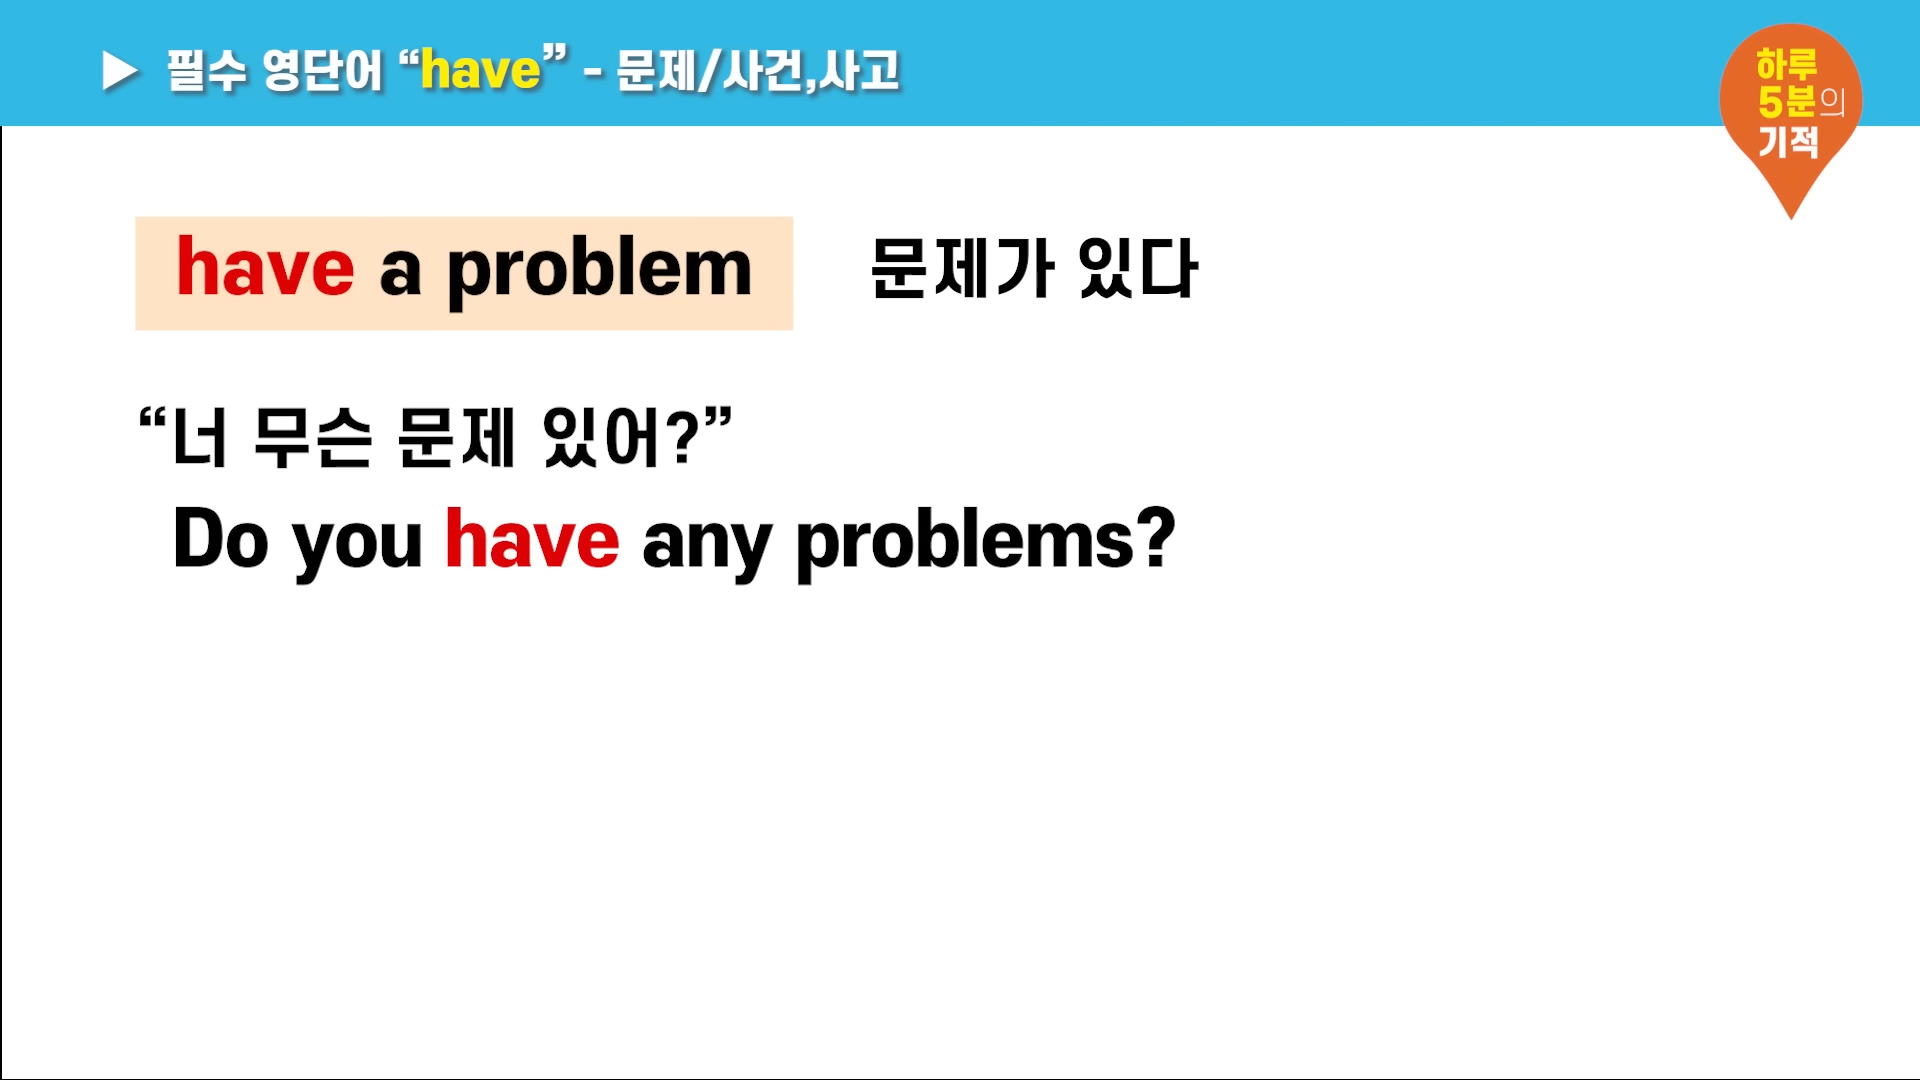 ▶ 필수 영단어 “have” - 문제/사건,사고
하루
5분의
기적
have a problem 문제가 있다
“너 무슨 문제 있어?”
Do you have any problems?